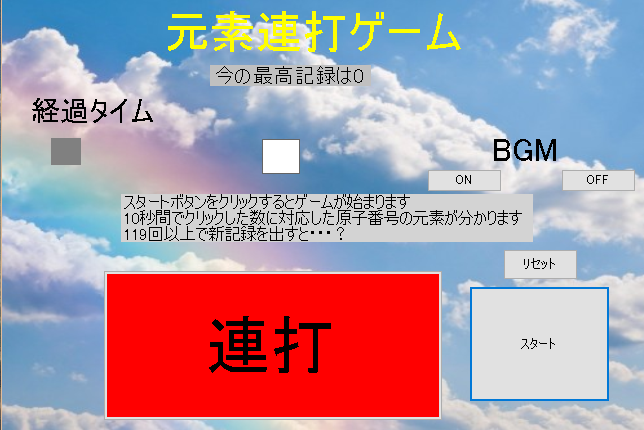 元素連打ゲーム
今の最高記録は0
経過タイム
BGM
ON
OFF
スタートボタンをクリックするとゲームが始まります
10秒間でクリックした数に対応した原子番号の元素が分かります
119回以上で新記録を出すと・・・？
リセット
連打
スタート